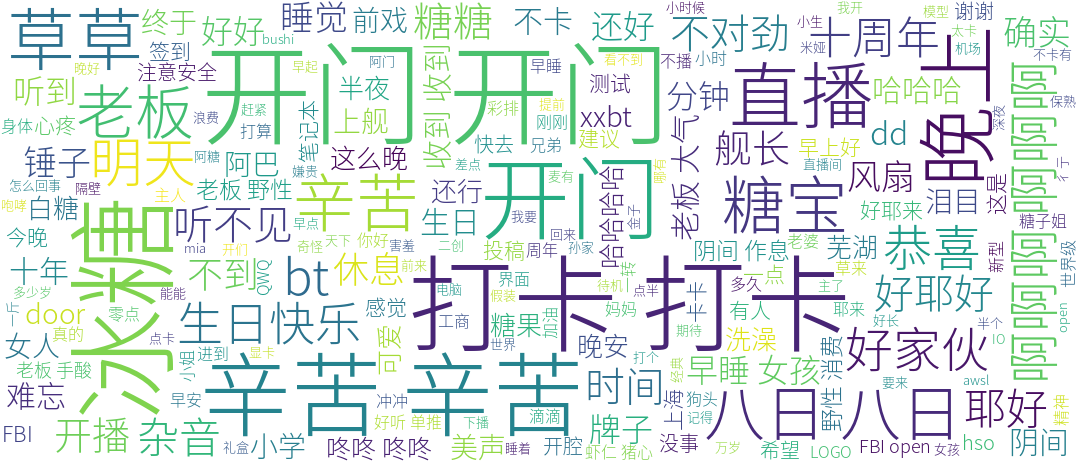 草草
终于
好好
睡觉
前戏
糖糖
不卡
还好
小时候
不对劲
十周年
小生
我开
模型
谢谢
确实
签到
bushi
开门 开门
收到 收到
早睡
测试
看不到
不播
小时
米娅
太卡
机场
不卡有
晚好
早起
阿门
注意安全
半夜
彩排
提前
分钟
直播
哈哈哈
晚上
听到
老板
赶紧
笔记本
上舰
快去
刚刚
xxbt
建议
舰长
dd
保熟
身体
心疼
浪费
打算
这么晚
兄弟
大气
早上好
直播间
深夜
锤子
明天
阿糖
阿巴
嫌贵
差点
开门
老板
风扇
泪目
这是
于
白糖
怎么回事
隔壁
主人
老板 野性
辛苦
还行
麦有
哈哈哈哈
金子
糖宝
好耶来
糖子姐
啊啊啊啊
今晚
冰糖
听不见
早点
生日
我要
回来
阴间 作息
老婆
芜湖
恭喜
新型
世界级
十年
mia
开们
奇怪
天下
你好
害羞
二创
投稿
周年
孙家
一转
一点
草来
多少岁
能能
不到
QWQ
bt
休息
前来
界面
打卡 打卡
待机
多久
卡卡
主了
好耶好
一止
door
零点
生日快乐
感觉
电脑
假装
点半
妈妈
有人
耶来
真的
点卡
工商
糖果
加油
期待
洗澡
好长
半个
IO
open
女人
进到
显卡
世界
晚安
打个
消费
好家伙
老板 手酸
小姐
可爱
经典
早睡 女孩
要来
awsl
难忘
早安
辛苦 辛苦
冲冲
时间
狗头
八日 八日
耶好
精神
FBI
礼盒
好听 单推
下播
滴滴
牌子
上海
记得
野性
开播
杂音
小学
咚咚 咚咚
美声
睡着
开腔
虾仁 猪心
没事
万岁
希望
LOGO
FBI open
女孩
hso
阴间